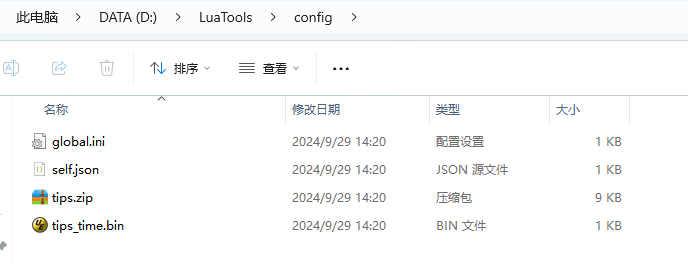 此电脑 > DATA (D:) > LuaTools > config >
排序 查看 ...
名称 修改日期 类型 大小
global.ini 2024/9/29 14:20 配置设置 1 KB
self.json 2024/9/29 14:20 JSON 源文件 1 KB
tips.zip 2024/9/29 14:20 压缩包 9 KB
tips_time.bin 2024/9/29 14:20 BIN 文件 1 KB